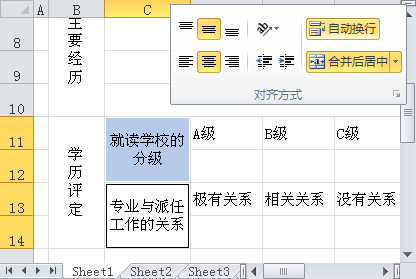 A B C
自动换行
合并后居中
对齐方式
8 主要经历
9
10
11 学历评定 就读学校的分级 A级 B级 C级
12
13 专业与派任工作的关系 极有关系 相关关系 没有关系
14
Sheet1 Sheet2 Sheet3